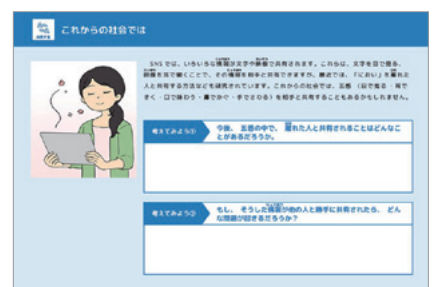 これからの社会では
SNS では、いろいろな情報が文字や映像で共有されます。これらは、文字を目で見る、
映像を耳で聞くことで、その情報を相手と共有できますが、最近では、「におい」を離れた
人と共有する方法なども研究されています。これからの社会では、五感（目で見る・耳で
きく・口で味わう・鼻でかぐ・手でさわる）を相手と共有することもあるかもしれません。
考えてみよう①
今後、五感の中で、離れた人と共有されることはどんなこ
とがあるだろうか。
考えてみよう②
もし、そうした情報が他の人と勝手に共有されたら、どん
な問題が起きるだろうか？